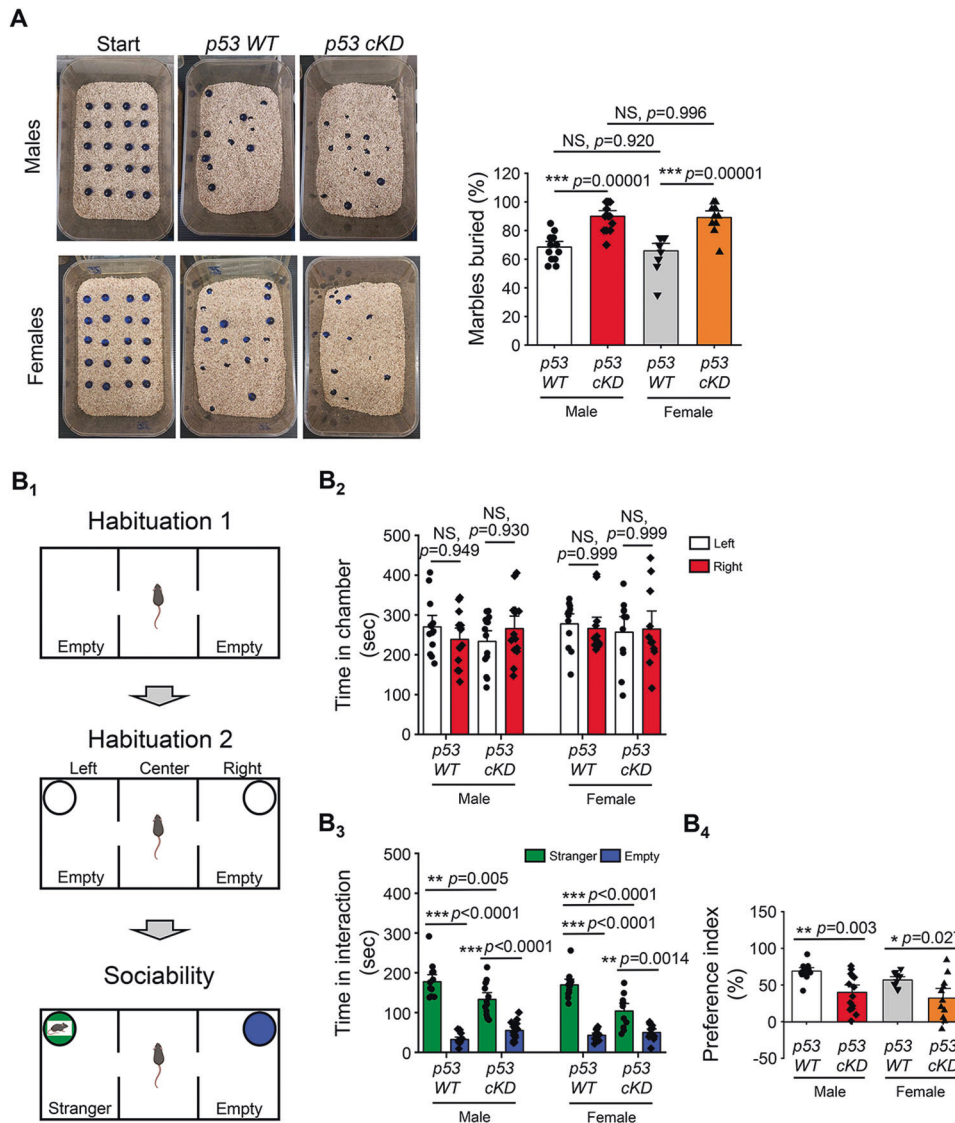 A
Start
p53 WT
p53 cKD
Males
Females
NS, p=0.996
NS, p=0.920
*** p=0.00001
*** p=0.00001
Marbles buried (%)
120
100
80
60
40
20
0
p53 WT
p53 cKD
p53 WT
p53 cKD
Male
Female
B1
Habituation 1
Empty
Empty
Habituation 2
Left
Center
Right
Empty
Empty
Sociability
Stranger
Empty
B2
NS, p=0.949
NS, p=0.930
NS, p=0.999
NS, p=0.999
Left
Right
Time in chamber (sec)
500
400
300
200
100
0
p53 WT
p53 cKD
p53 WT
p53 cKD
Male
Female
B3
Stranger
Empty
** p=0.005
*** p<0.0001
*** p<0.0001
*** p<0.0001
*** p<0.0001
** p=0.0014
Time in interaction (sec)
500
400
300
200
100
0
p53 WT
p53 cKD
p53 WT
p53 cKD
Male
Female
B4
** p=0.003
* p=0.027
Preference index (%)
150
100
50
0
-50
p53 WT
p53 cKD
p53 WT
p53 cKD
Male
Female